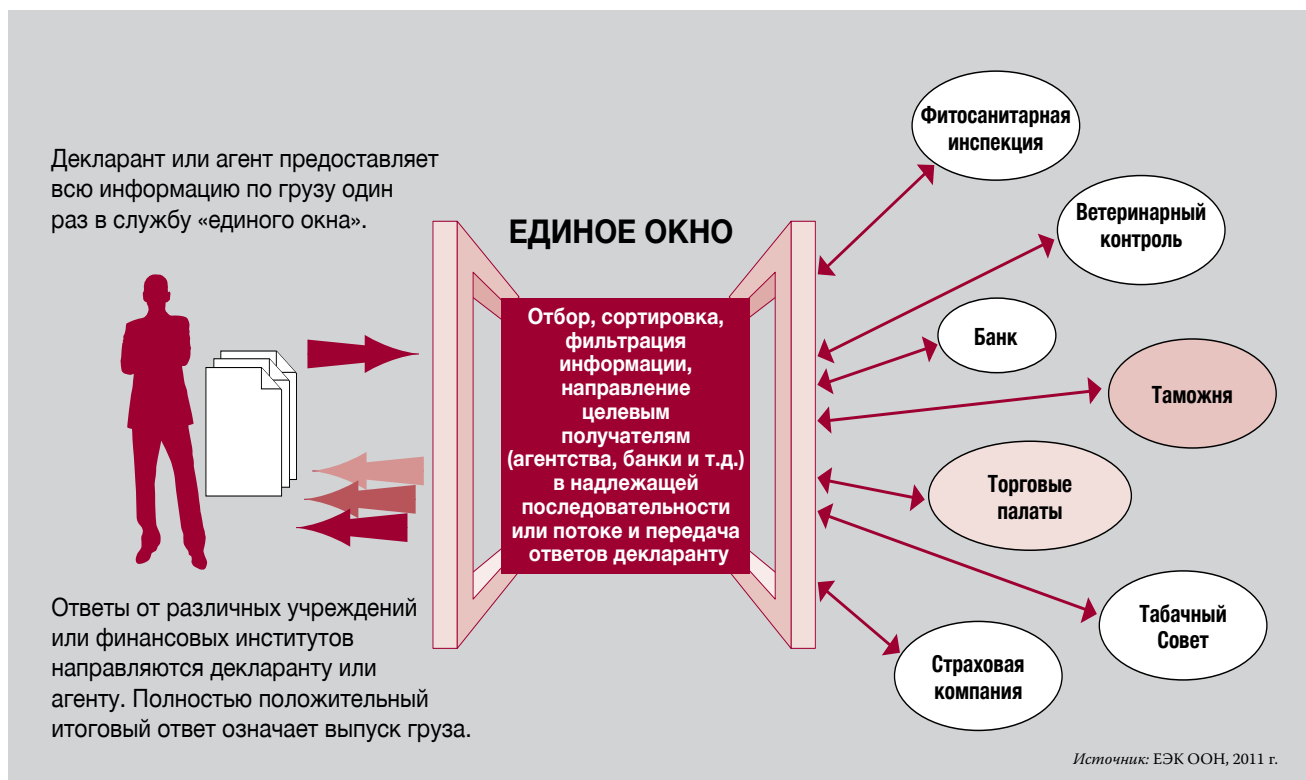 Декларант или агент предоставляет
всю информацию по грузу один
раз в службу «единого окна».
ЕДИНОЕ ОКНО
Отбор, сортировка,
фильтрация
информации,
направление
целевым
получателям
(агентства, банки и т.д.)
в надлежащей
последовательности
или потоке и передача
ответов декларанту
Фитосанитарная
инспекция
Ветеринарный
контроль
Банк
Таможня
Торговые
палаты
Табачный
Совет
Страховая
компания
Ответы от различных учреждений
или финансовых институтов
направляются декларанту или
агенту. Полностью положительный
итоговый ответ означает выпуск груза.
Источник: ЕЭК ООН, 2011 г.